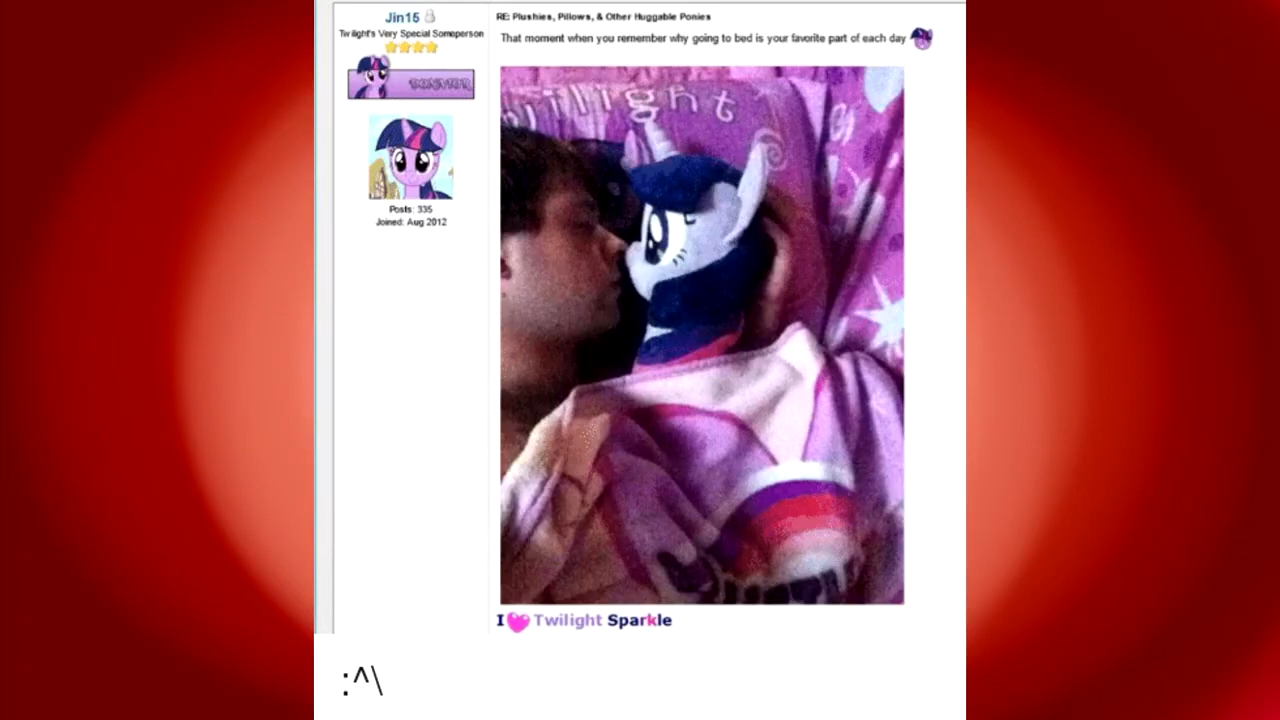 Jin15
Twilight's Very Special Someperson
DONATOR
Posts: 335
Joined: Aug 2012
RE: Plushies, Pillows, & Other Huggable Ponies
That moment when you remember why going to bed is your favorite part of each day
Twilight
I Twilight Sparkle
:^\